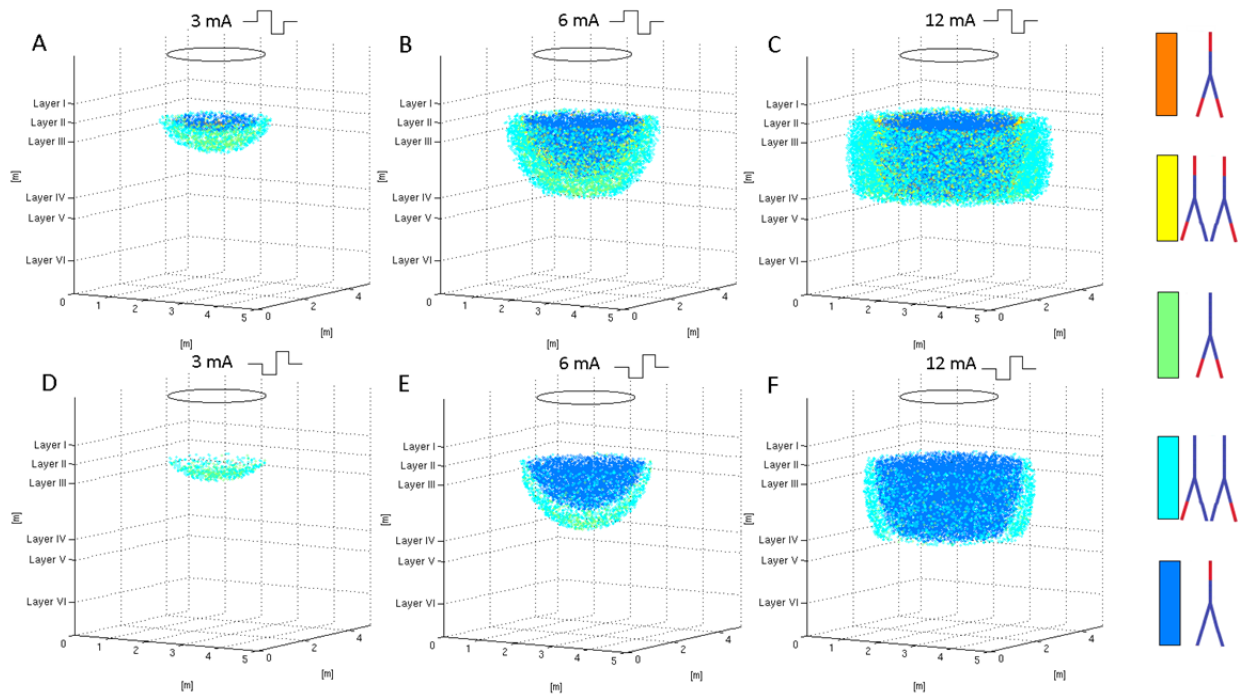 3 mA
6 mA
12 mA
A
B
C
Layer I
Layer II
Layer III
[m]
Layer IV
Layer V
Layer VI
0
1
2
3
4
5
0
2
4
[m]
[m]
Layer I
Layer II
Layer III
[m]
Layer IV
Layer V
Layer VI
0
1
2
3
4
5
0
2
4
[m]
[m]
Layer I
Layer II
Layer III
[m]
Layer IV
Layer V
Layer VI
0
1
2
3
4
5
0
2
4
[m]
[m]
3 mA
6 mA
12 mA
D
E
F
Layer I
Layer II
Layer III
[m]
Layer IV
Layer V
Layer VI
0
1
2
3
4
5
0
2
4
[m]
[m]
Layer I
Layer II
Layer III
[m]
Layer IV
Layer V
Layer VI
0
1
2
3
4
5
0
2
4
[m]
[m]
Layer I
Layer II
Layer III
[m]
Layer IV
Layer V
Layer VI
0
1
2
3
4
5
0
2
4
[m]
[m]